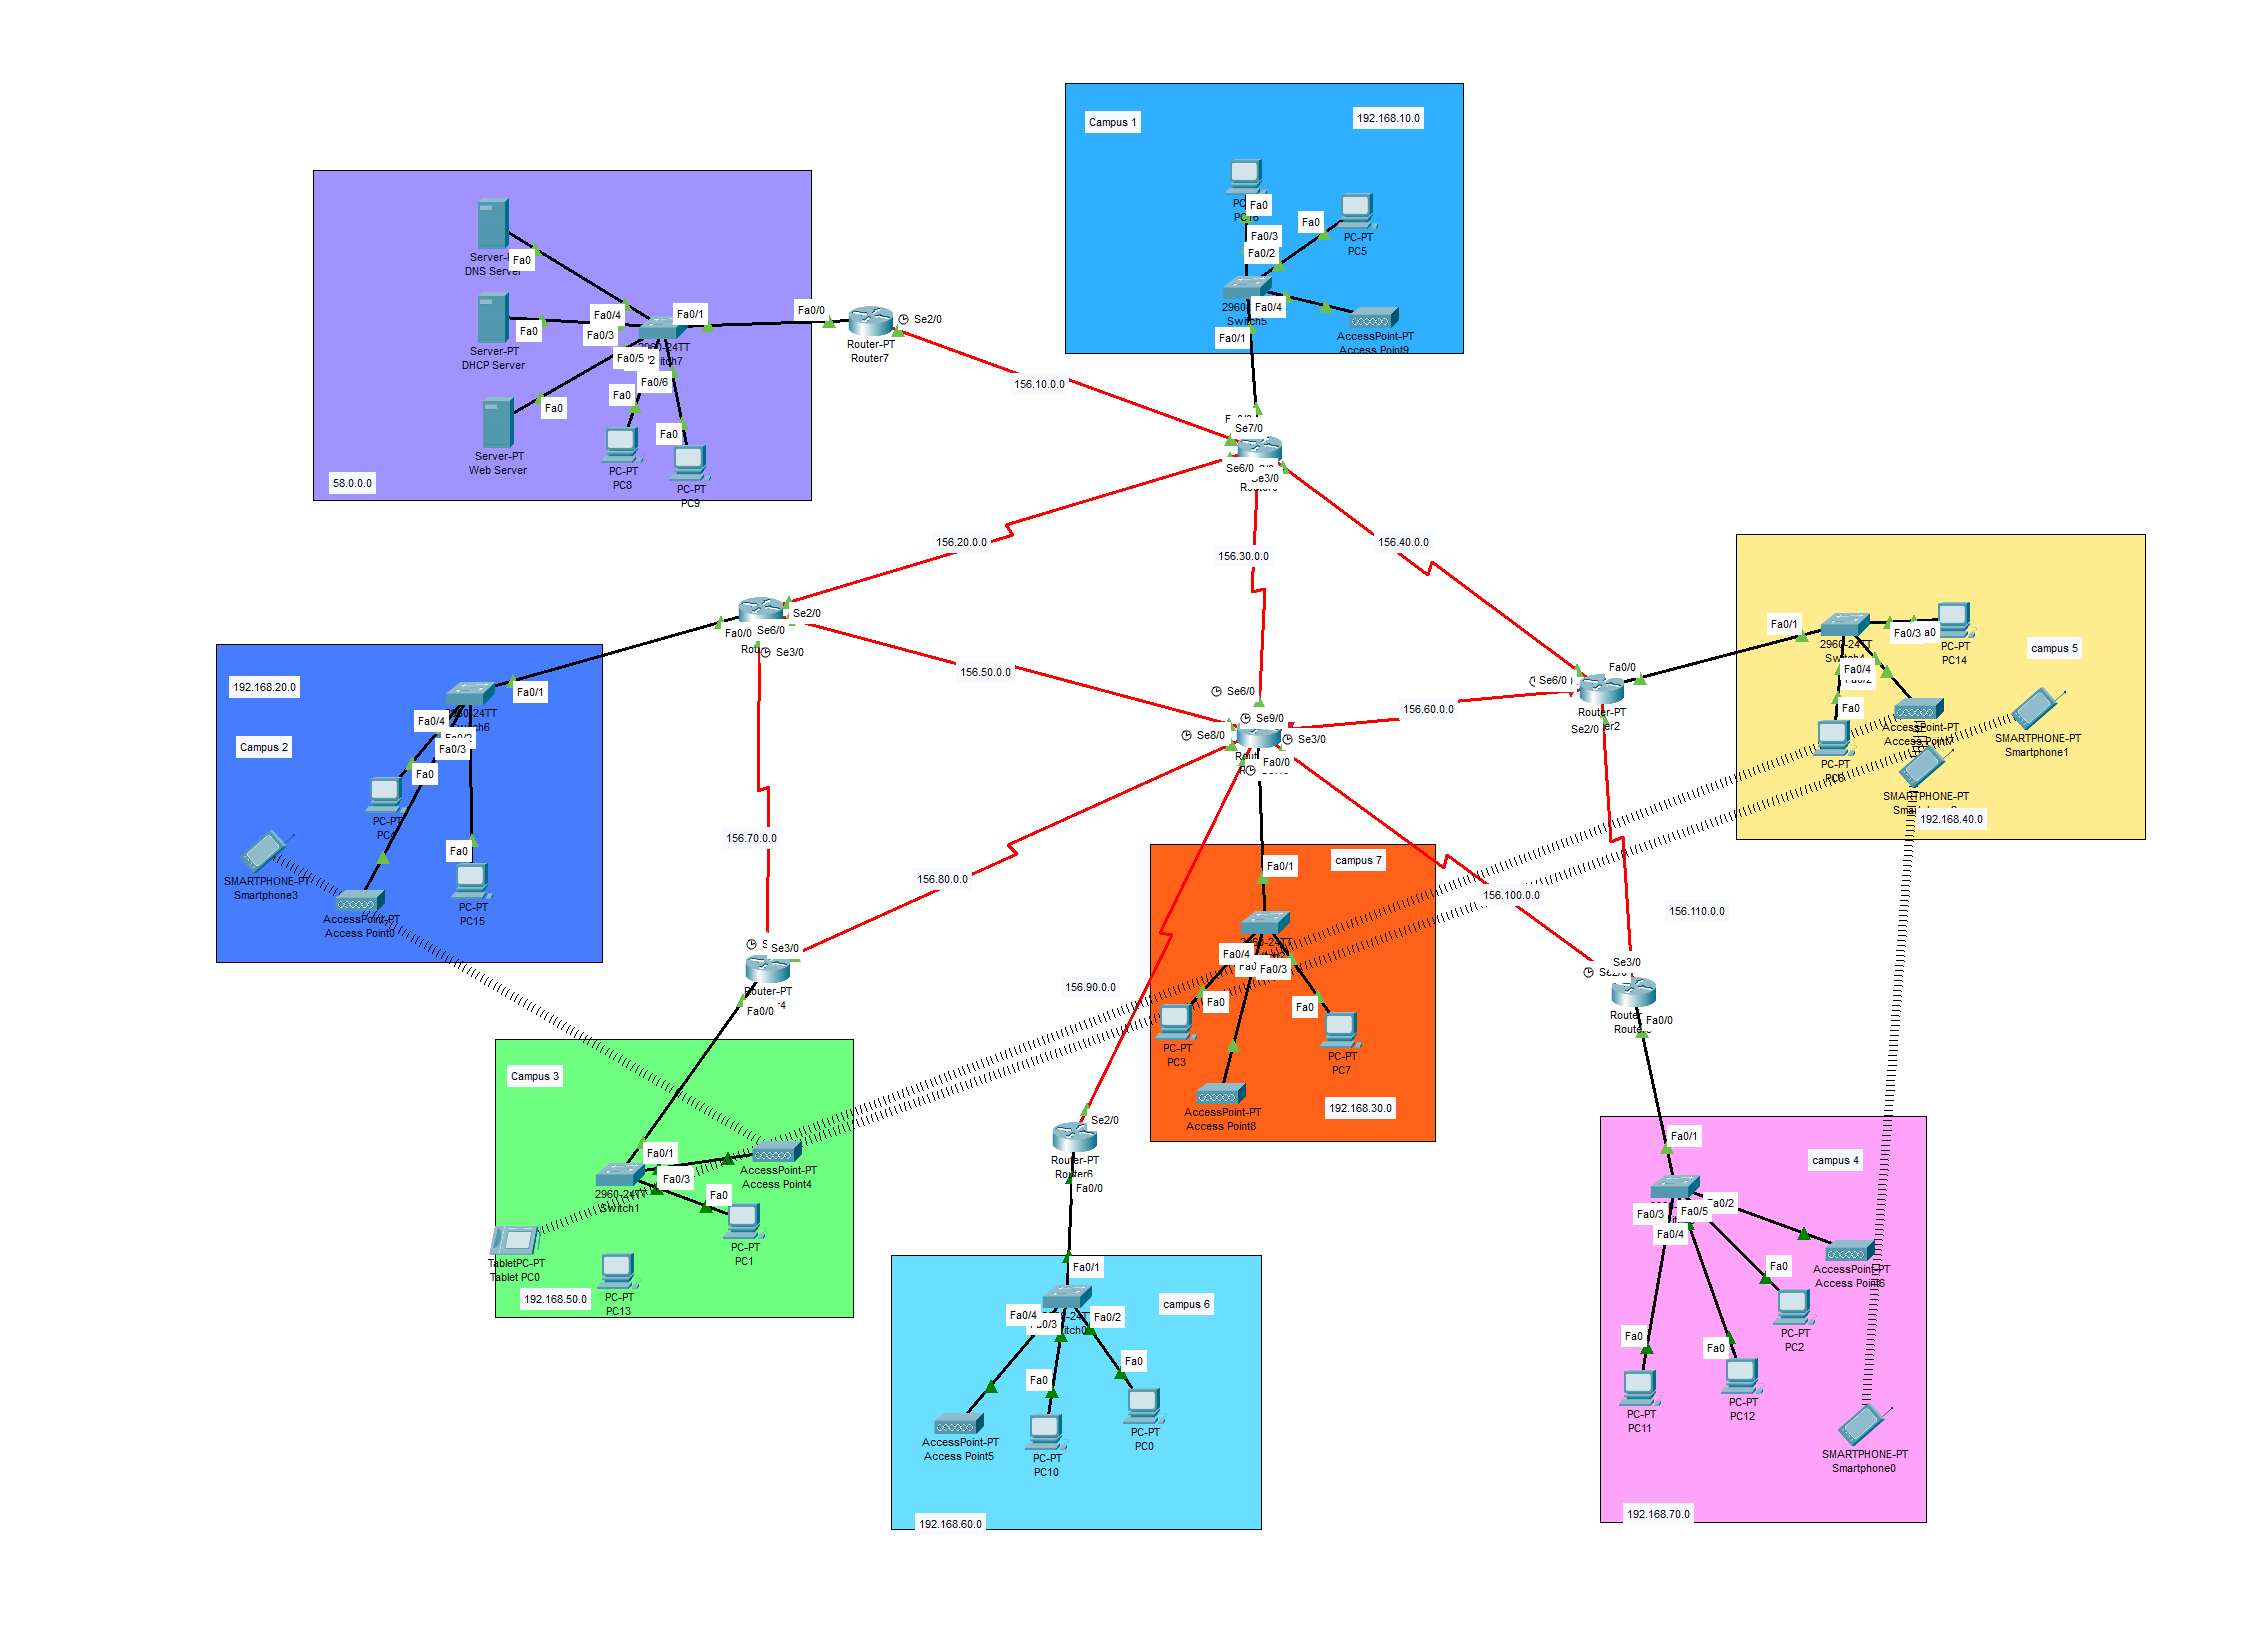 Campus 1
192.168.10.0
Fa0
Fa0/3
Fa0
PC-PT
PC5
Fa0/2
Fa0/4
Switch5
AccessPoint-PT
Access Point9
Fa0/1
DNS Server
Fa0
Server-PT
DHCP Server
Fa0
Fa0/4
Fa0/3
Fa0/1
Fa0/5
Fa0/6
Fa0
Fa0
Fa0
Server-PT
Web Server
PC-PT
PC8
PC-PT
PC9
58.0.0.0
Fa0/0
Se2/0
Router-PT
Router7
156.10.0.0
Se7/0
Se6/0
Se3/0
156.20.0.0
156.30.0.0
156.40.0.0
Se2/0
Fa0/0
Se6/0
Se3/0
156.50.0.0
Se6/0
Se9/0
Se8/0
Se3/0
Fa0/0
156.60.0.0
Fa0/0
Se6/0
Router-PT
Se2/0
Fa0/1
Fa0/3
2960-24TT
Fa0/4
Fa0
PC-PT
PC14
campus 5
AccessPoint-PT
SMARTPHONE-PT
Smartphone1
PC-PT
SMARTPHONE-PT
192.168.40.0
192.168.20.0
Campus 2
Fa0/1
Fa0/4
Fa0/3
Fa0
PC-PT
Fa0
SMARTPHONE-PT
Smartphone3
AccessPoint-PT
Access Point0
PC-PT
PC15
156.70.0.0
156.80.0.0
Se3/0
Router-PT
Fa0/0
campus 7
Fa0/1
Fa0/4
Fa0/3
Fa0
Fa0
PC-PT
PC3
PC-PT
PC7
AccessPoint-PT
Access Point8
192.168.30.0
156.90.0.0
156.100.0.0
156.110.0.0
Se3/0
Se2/0
Fa0/0
Campus 3
Fa0/1
Fa0/3
Fa0
2960-24TT
Switch1
AccessPoint-PT
Access Point4
TabletPC-PT
Tablet PC0
PC-PT
PC1
192.168.50.0
PC-PT
PC13
Se2/0
Router-PT
Router6
Fa0/0
Fa0/1
Fa0/4
Fa0/3
Fa0/2
campus 6
Fa0
Fa0
AccessPoint-PT
Access Point5
PC-PT
PC10
PC-PT
PC0
192.168.60.0
Fa0/1
campus 4
Fa0/3
Fa0/5
Fa0/2
Fa0/4
Fa0
AccessPoint-PT
Access Point6
Fa0
Fa0
PC-PT
PC2
PC-PT
PC11
PC-PT
PC12
SMARTPHONE-PT
Smartphone0
192.168.70.0